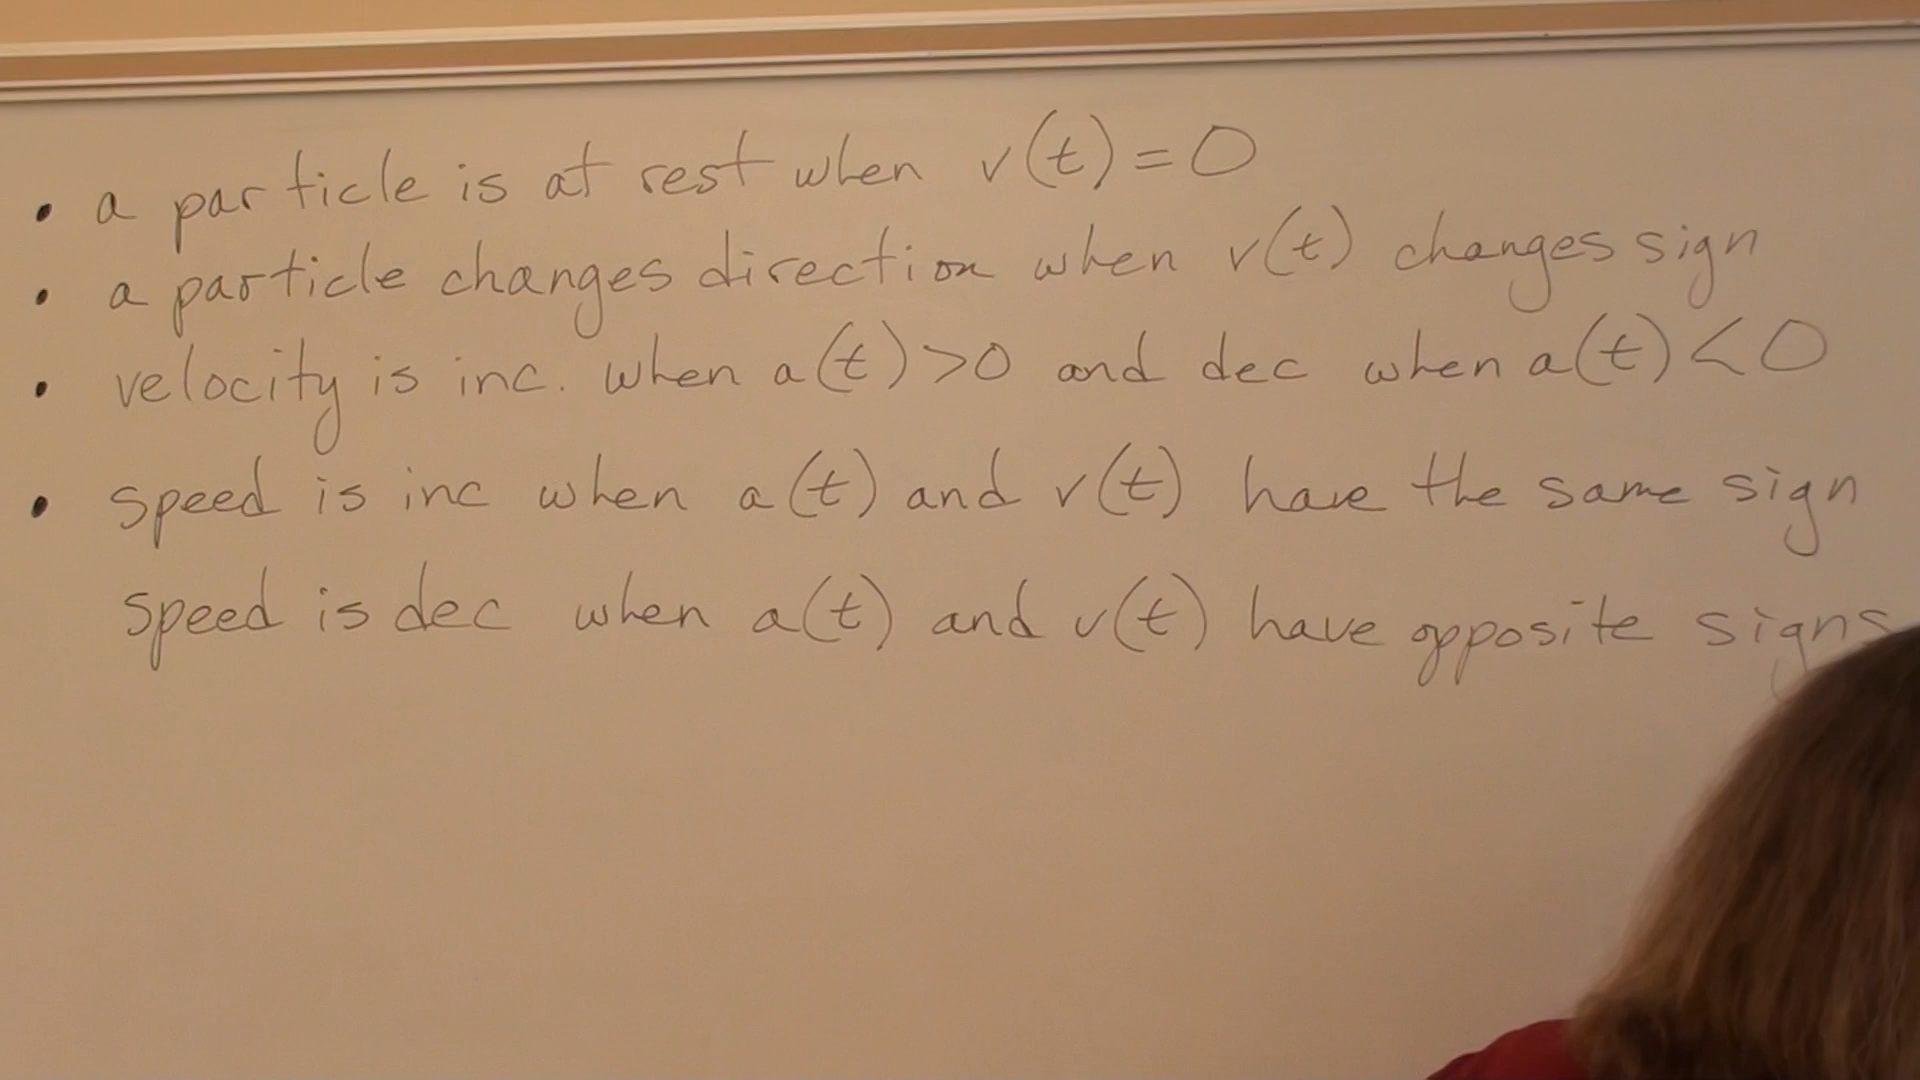 • a particle is at rest when v(t) = 0
• a particle changes direction when v(t) changes sign
• velocity is inc. when a(t) > 0 and dec when a(t) < 0
• speed is inc when a(t) and v(t) have the same sign
speed is dec when a(t) and v(t) have opposite signs